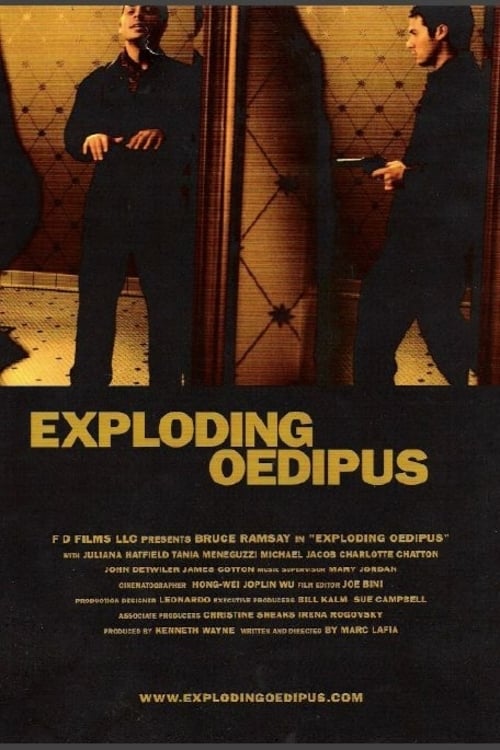 EXPLODING
OEDIPUS
F D FILMS LLC PRESENTS BRUCE RAMSAY IN "EXPLODING OEDIPUS"
WITH JULIANA HATFIELD TANIA MENEGUZZI MICHAEL JACOB CHARLOTTE CHATTON
JOHN DETWILER JAMES COTTON MUSIC SUPERVISOR MARY JORDAN
CINEMATOGRAPHER HONG-WEI JOPLIN WU FILM EDITOR JOE BINI
PRODUCTION DESIGNER LEONARDO EXECUTIVE PRODUCERS BILL KALM SUE CAMPBELL
ASSOCIATE PRODUCERS CHRISTINE SHEAKS IRENA ROGOVSKY
PRODUCED BY KENNETH WAYNE WRITTEN AND DIRECTED BY MARC LAFIA
WWW.EXPLODINGOEDIPUS.COM